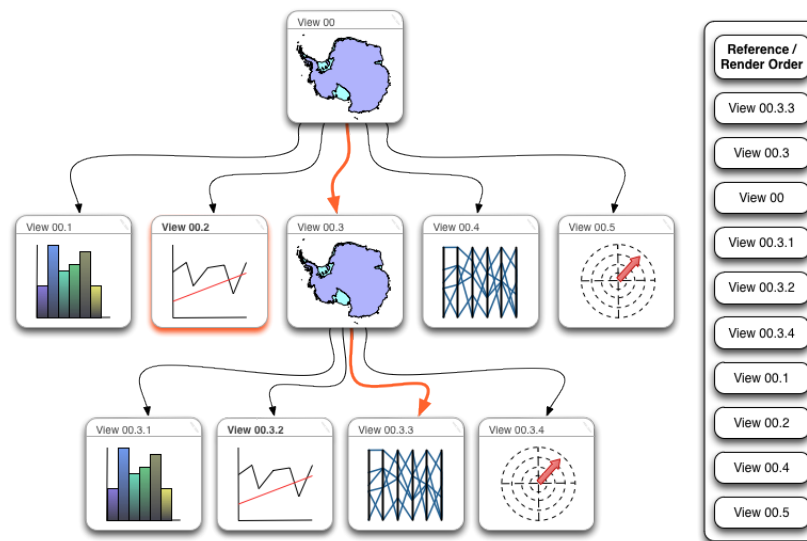 View 00
View 00.1
View 00.2
View 00.3
View 00.4
View 00.5
View 00.3.1
View 00.3.2
View 00.3.3
View 00.3.4
Reference /
Render Order
View 00.3.3
View 00.3
View 00
View 00.3.1
View 00.3.2
View 00.3.4
View 00.1
View 00.2
View 00.4
View 00.5